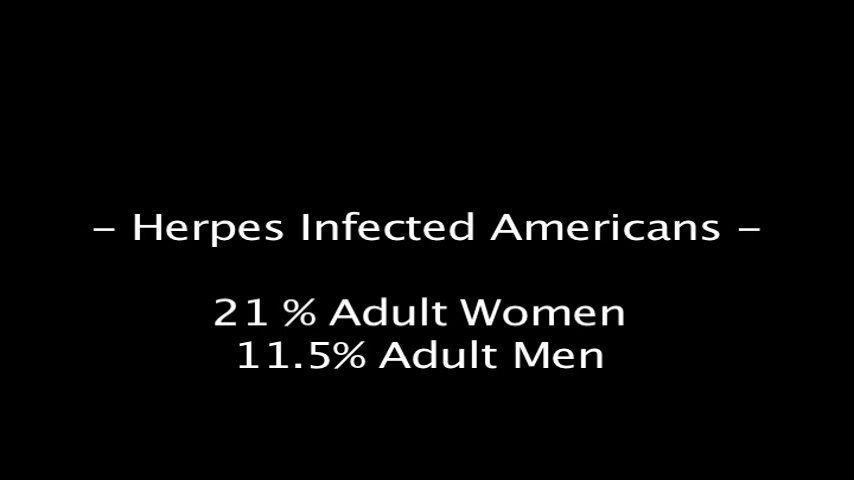 – Herpes Infected Americans –
21 % Adult Women
11.5% Adult Men